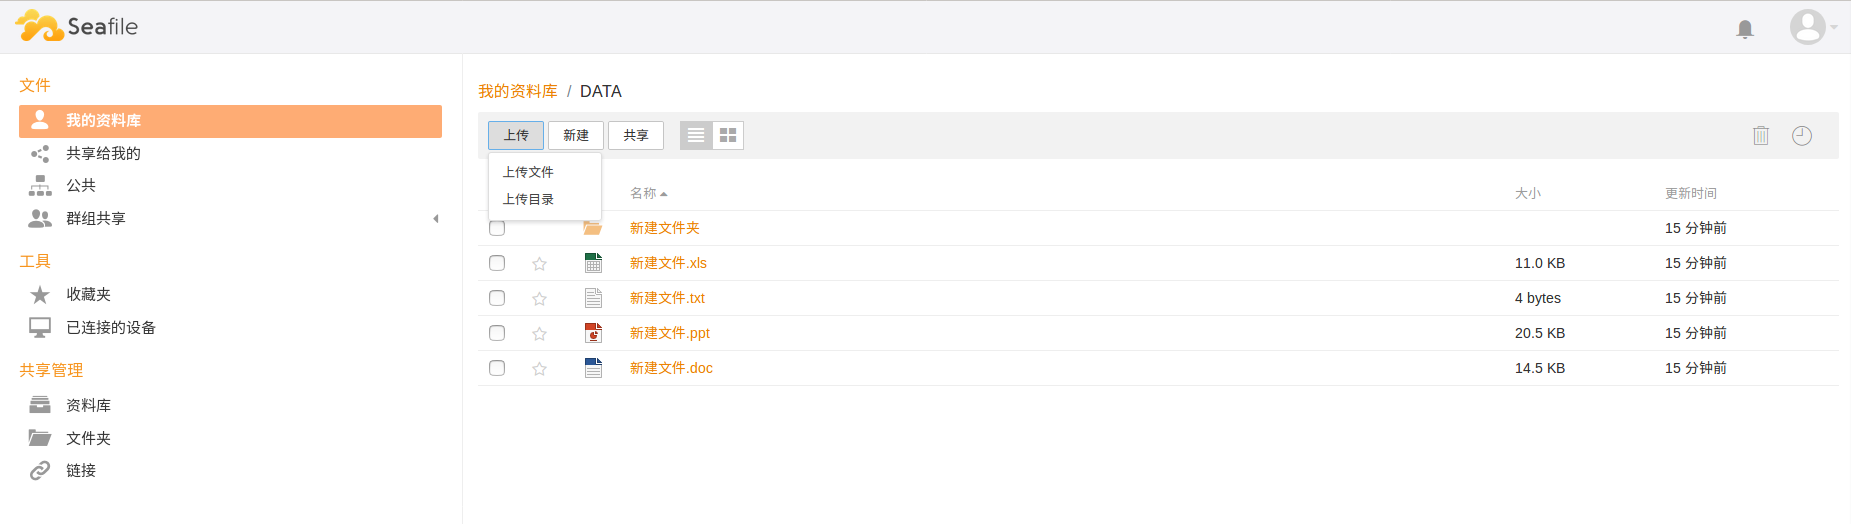 Seafile
文件
我的资料库
共享给我的
公共
群组共享
工具
收藏夹
已连接的设备
共享管理
资料库
文件夹
链接
我的资料库 / DATA
上传 新建 共享
上传文件
上传目录
名称 大小 更新时间
新建文件夹 15 分钟前
新建文件.xls 11.0 KB 15 分钟前
新建文件.txt 4 bytes 15 分钟前
新建文件.ppt 20.5 KB 15 分钟前
新建文件.doc 14.5 KB 15 分钟前